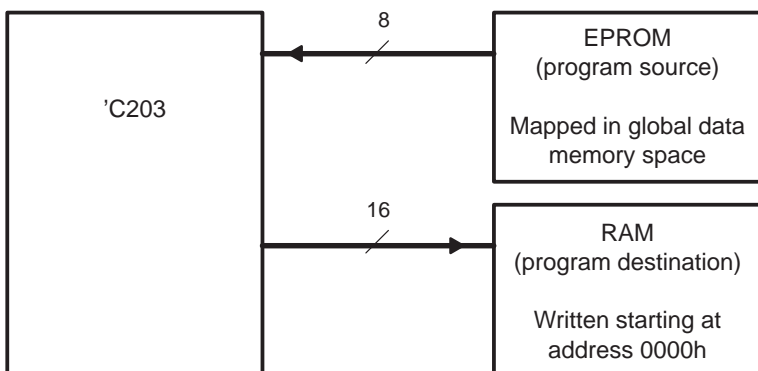 ’C203
8
EPROM
(program source)
Mapped in global data
memory space
16
RAM
(program destination)
Written starting at
address 0000h